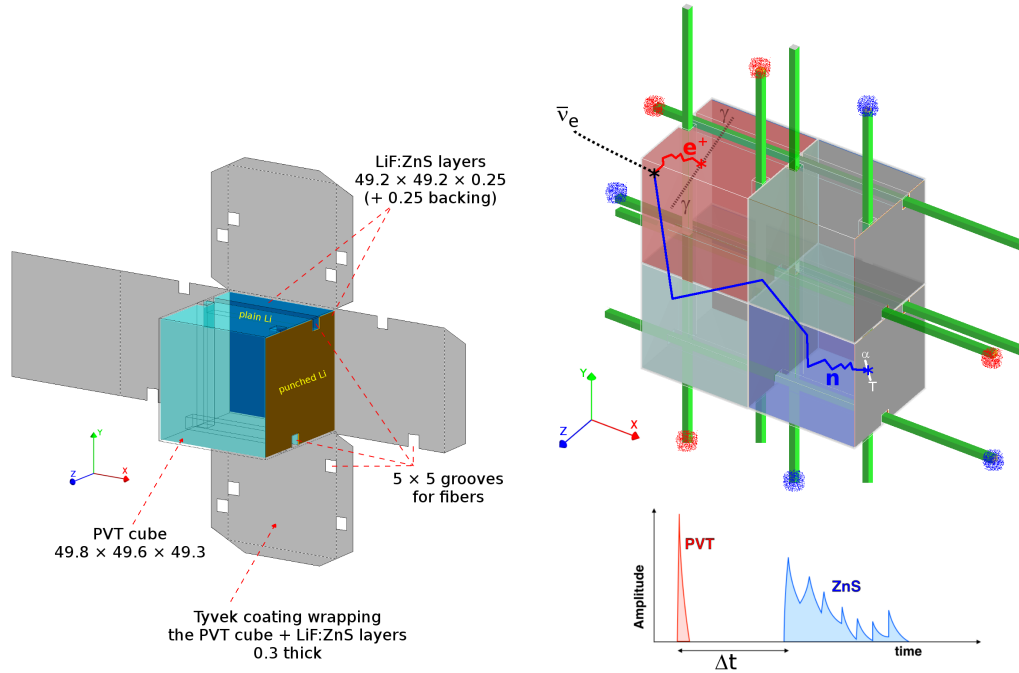 LiF:ZnS layers
49.2 × 49.2 × 0.25
(+ 0.25 backing)
plain Li
punched Li
Y
Z
X
5 × 5 grooves
for fibers
PVT cube
49.8 × 49.6 × 49.3
Tyvek coating wrapping
the PVT cube + LiF:ZnS layers
0.3 thick
ν̅e
e+
γ
γ
n
α
T
Y
Z
X
PVT
ZnS
Amplitude
time
Δt